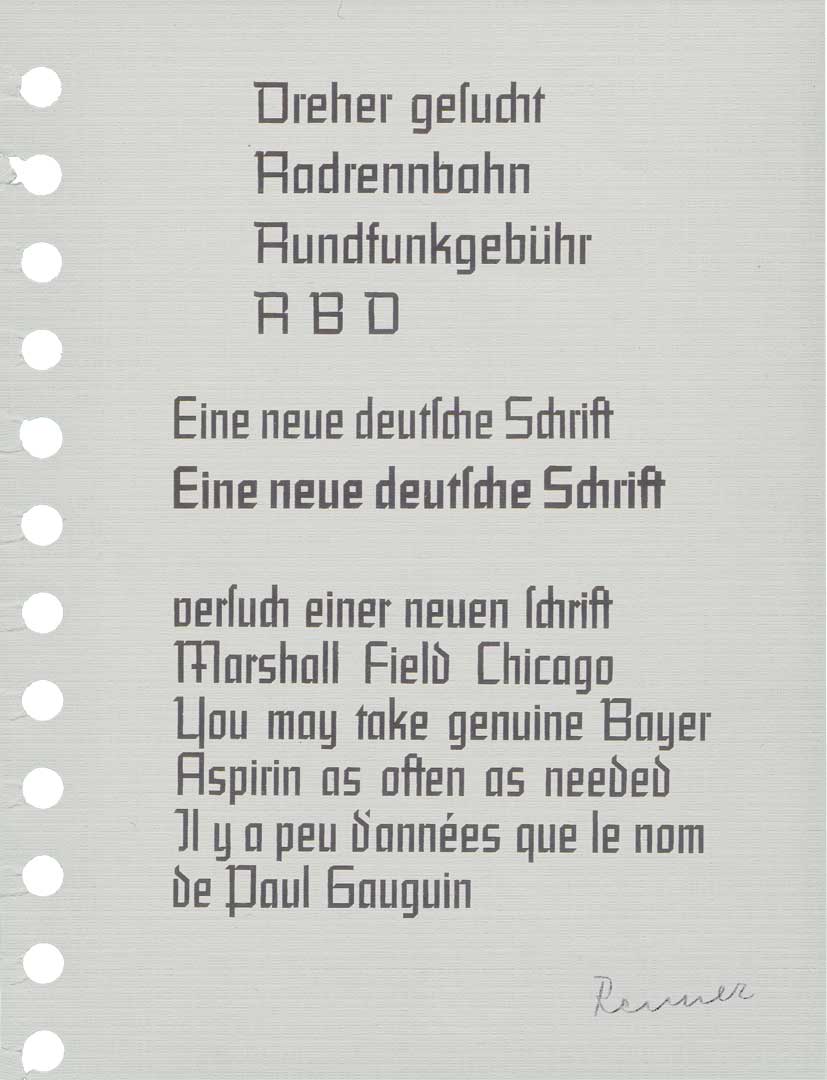 Dreher geſucht
Radrennbahn
Rundfunkgebühr
R B D
Eine neue deutſche Schrift
Eine neue deutſche Schrift
verſuch einer neuen ſchrift
Marshall Field Chicago
You may take genuine Bayer
Aspirin as often as needed
Il y a peu d'années que le nom
de Paul Gauguin
Renner